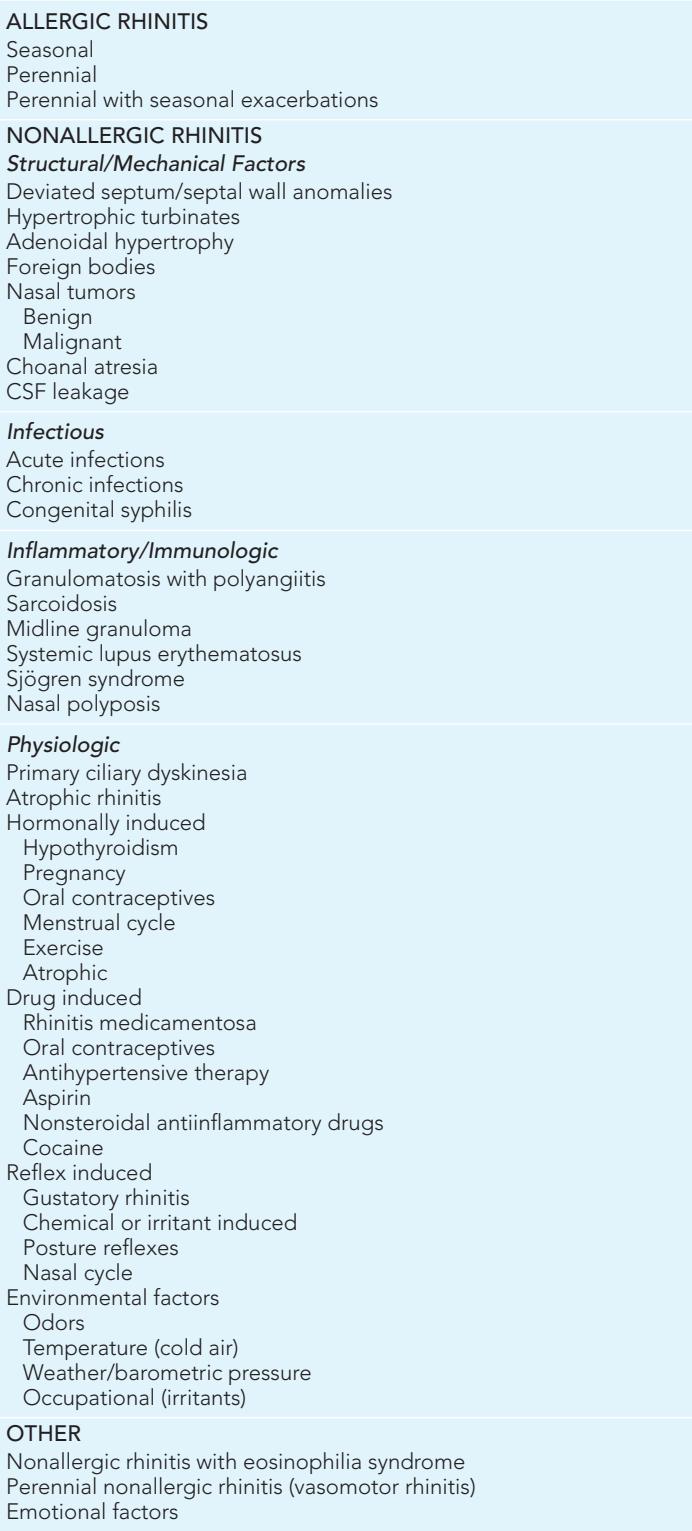 ALLERGIC RHINITIS
Seasonal
Perennial
Perennial with seasonal exacerbations
NONALLERGIC RHINITIS
Structural/Mechanical Factors
Deviated septum/septal wall anomalies
Hypertrophic turbinates
Adenoidal hypertrophy
Foreign bodies
Nasal tumors
Benign
Malignant
Choanal atresia
CSF leakage
Infectious
Acute infections
Chronic infections
Congenital syphilis
Inflammatory/Immunologic
Granulomatosis with polyangiitis
Sarcoidosis
Midline granuloma
Systemic lupus erythematosus
Sjögren syndrome
Nasal polyposis
Physiologic
Primary ciliary dyskinesia
Atrophic rhinitis
Hormonally induced
Hypothyroidism
Pregnancy
Oral contraceptives
Menstrual cycle
Exercise
Atrophic
Drug induced
Rhinitis medicamentosa
Oral contraceptives
Antihypertensive therapy
Aspirin
Nonsteroidal antiinflammatory drugs
Cocaine
Reflex induced
Gustatory rhinitis
Chemical or irritant induced
Posture reflexes
Nasal cycle
Environmental factors
Odors
Temperature (cold air)
Weather/barometric pressure
Occupational (irritants)
OTHER
Nonallergic rhinitis with eosinophilia syndrome
Perennial nonallergic rhinitis (vasomotor rhinitis)
Emotional factors